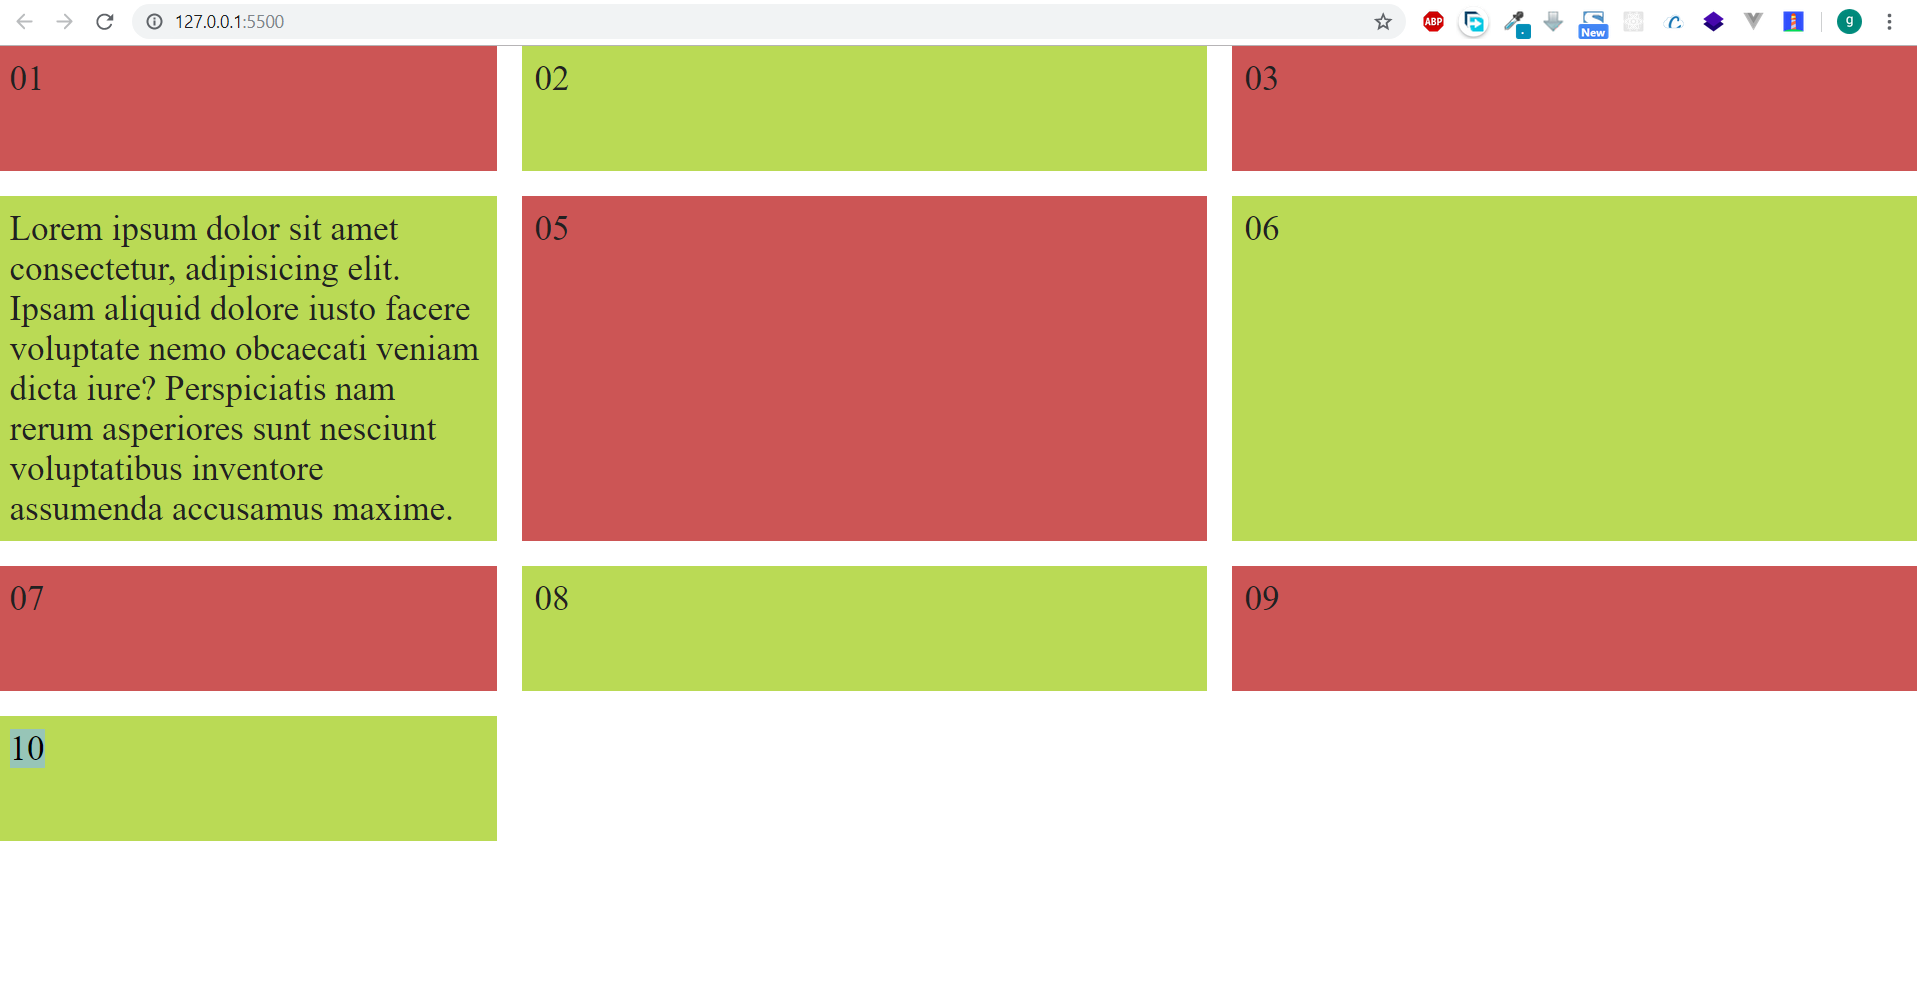 127.0.0.1:5500
ABP
New
g
01
02
03
Lorem ipsum dolor sit amet
consectetur, adipisicing elit.
Ipsam aliquid dolore iusto facere
voluptate nemo obcaecati veniam
dicta iure? Perspiciatis nam
rerum asperiores sunt nesciunt
voluptatibus inventore
assumenda accusamus maxime.
05
06
07
08
09
10